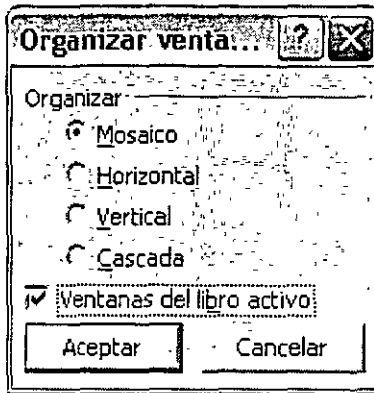 Organizar venta... ?
Organizar
Mosaico
Horizontal
Vertical
Cascada
Ventanas del libro activo
Aceptar Cancelar